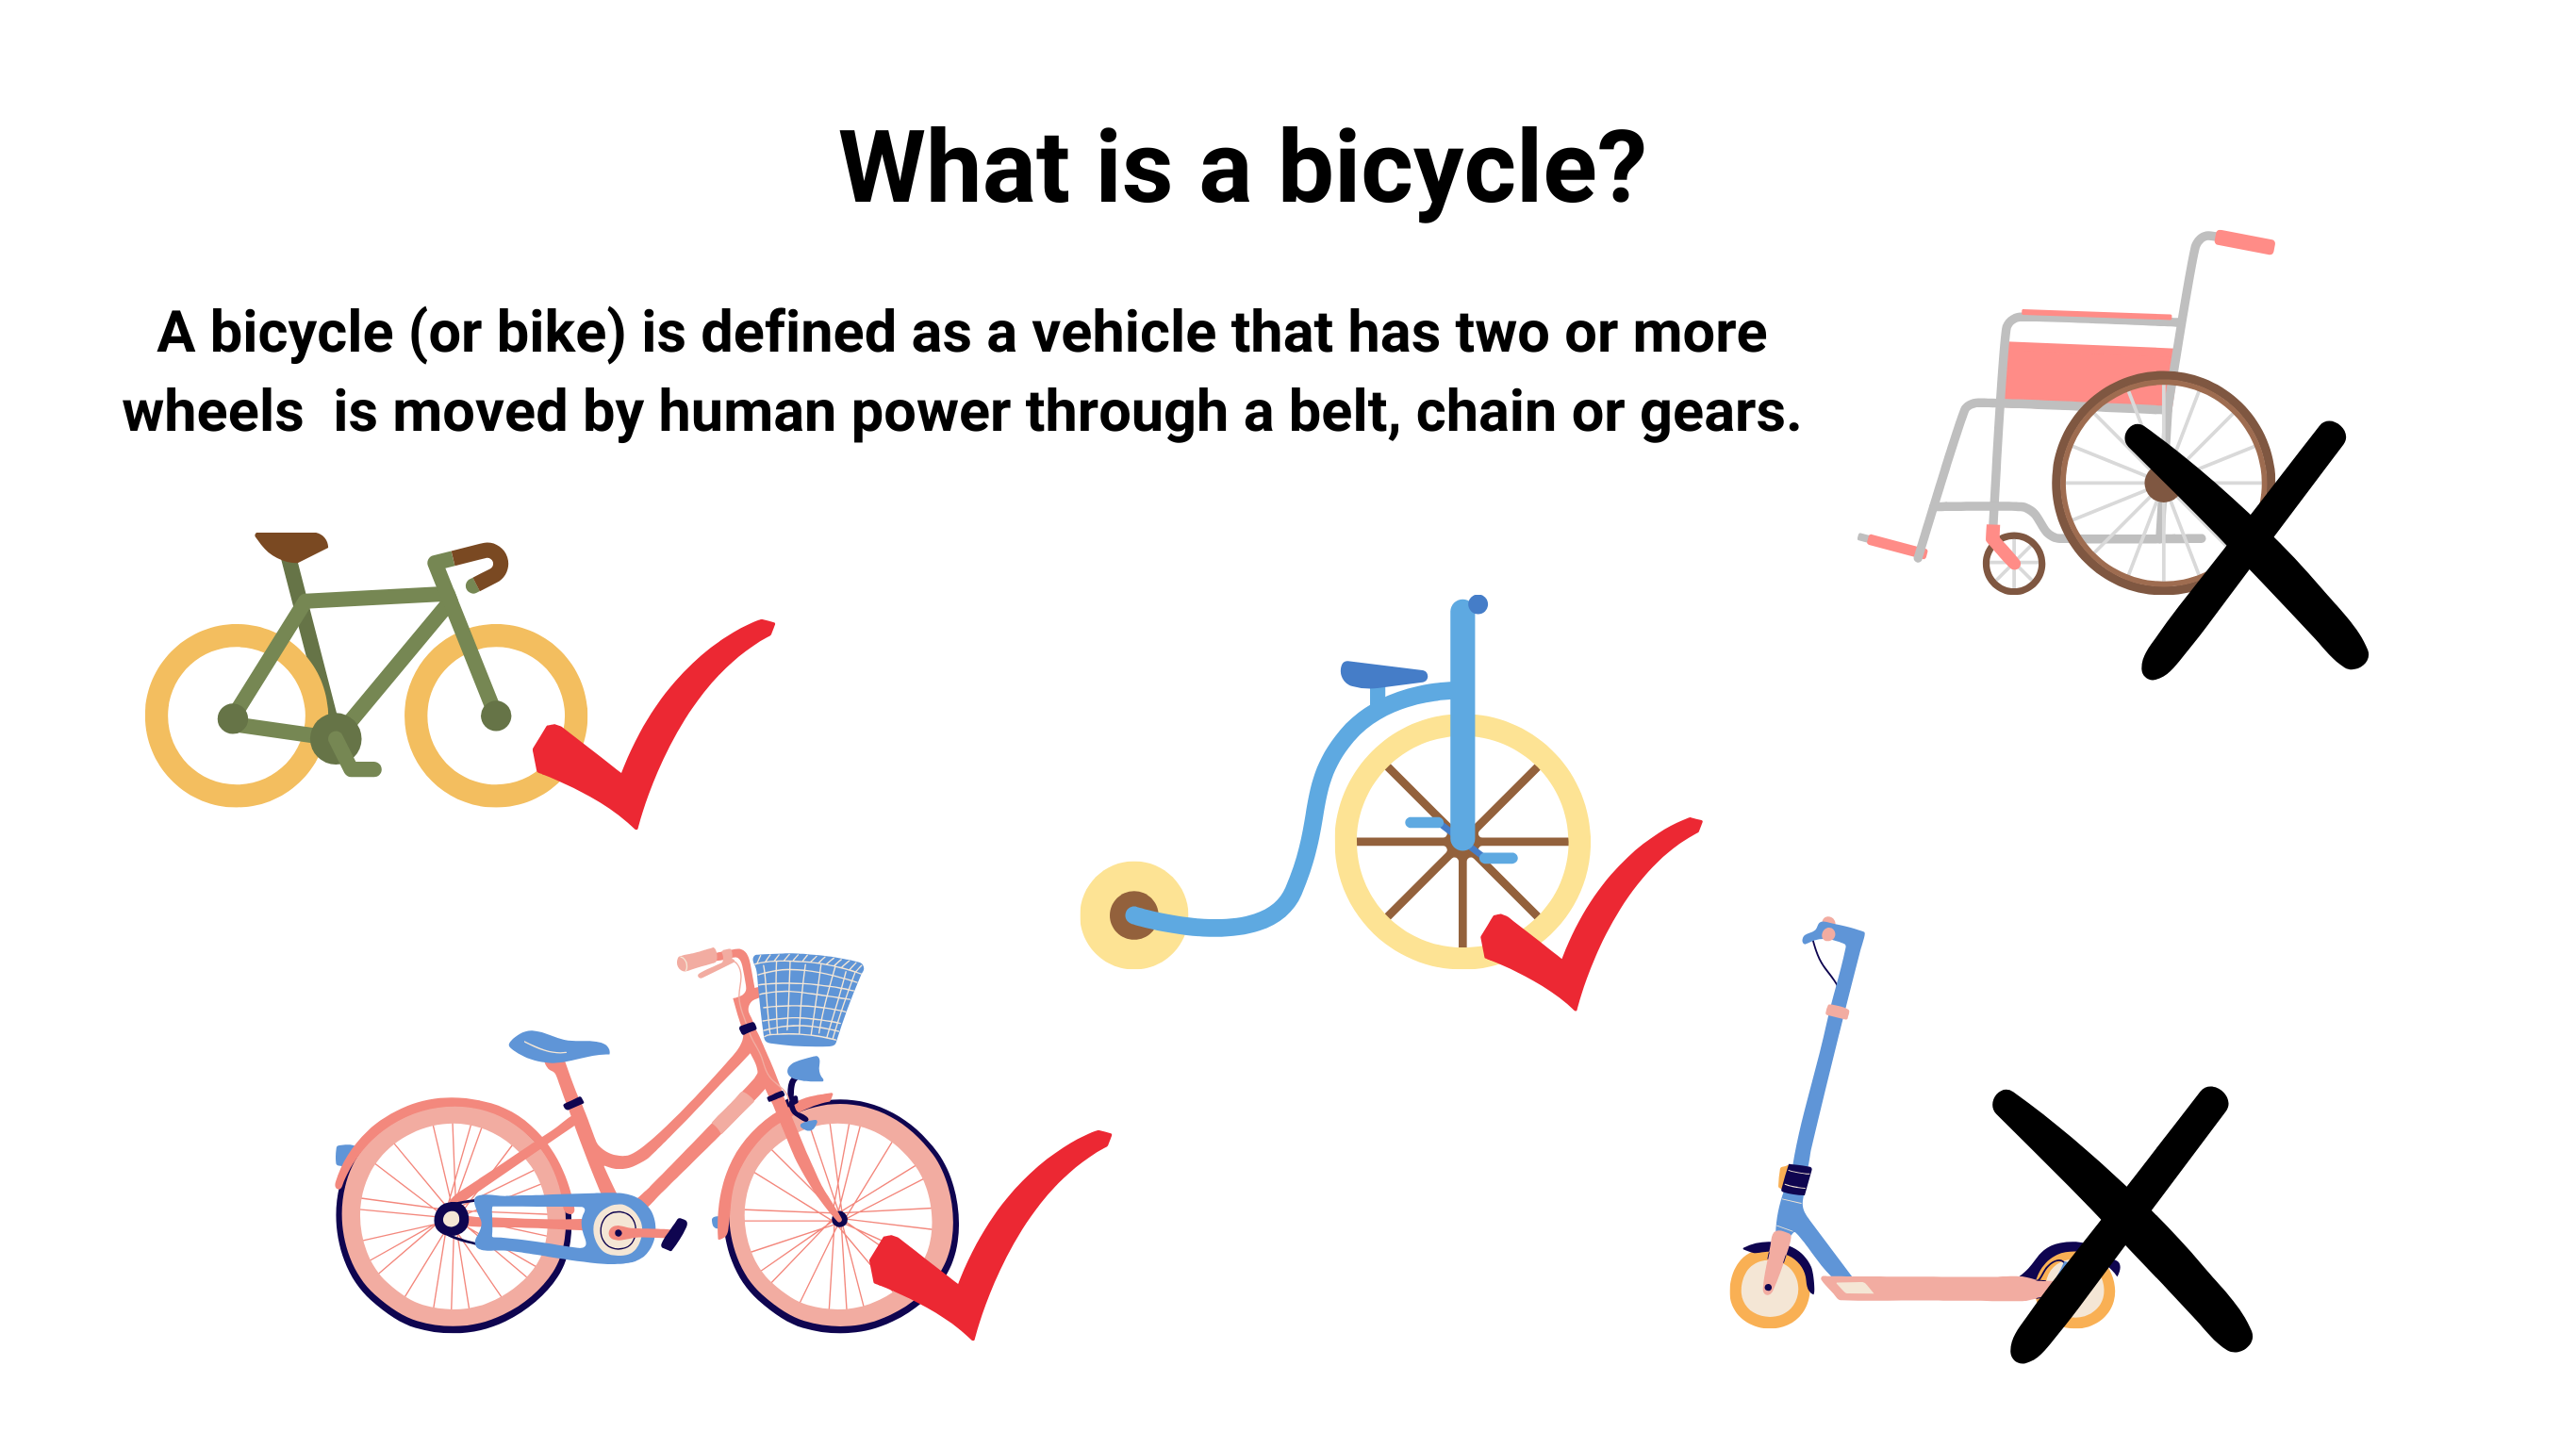 What is a bicycle?
A bicycle (or bike) is defined as a vehicle that has two or more
wheels  is moved by human power through a belt, chain or gears.